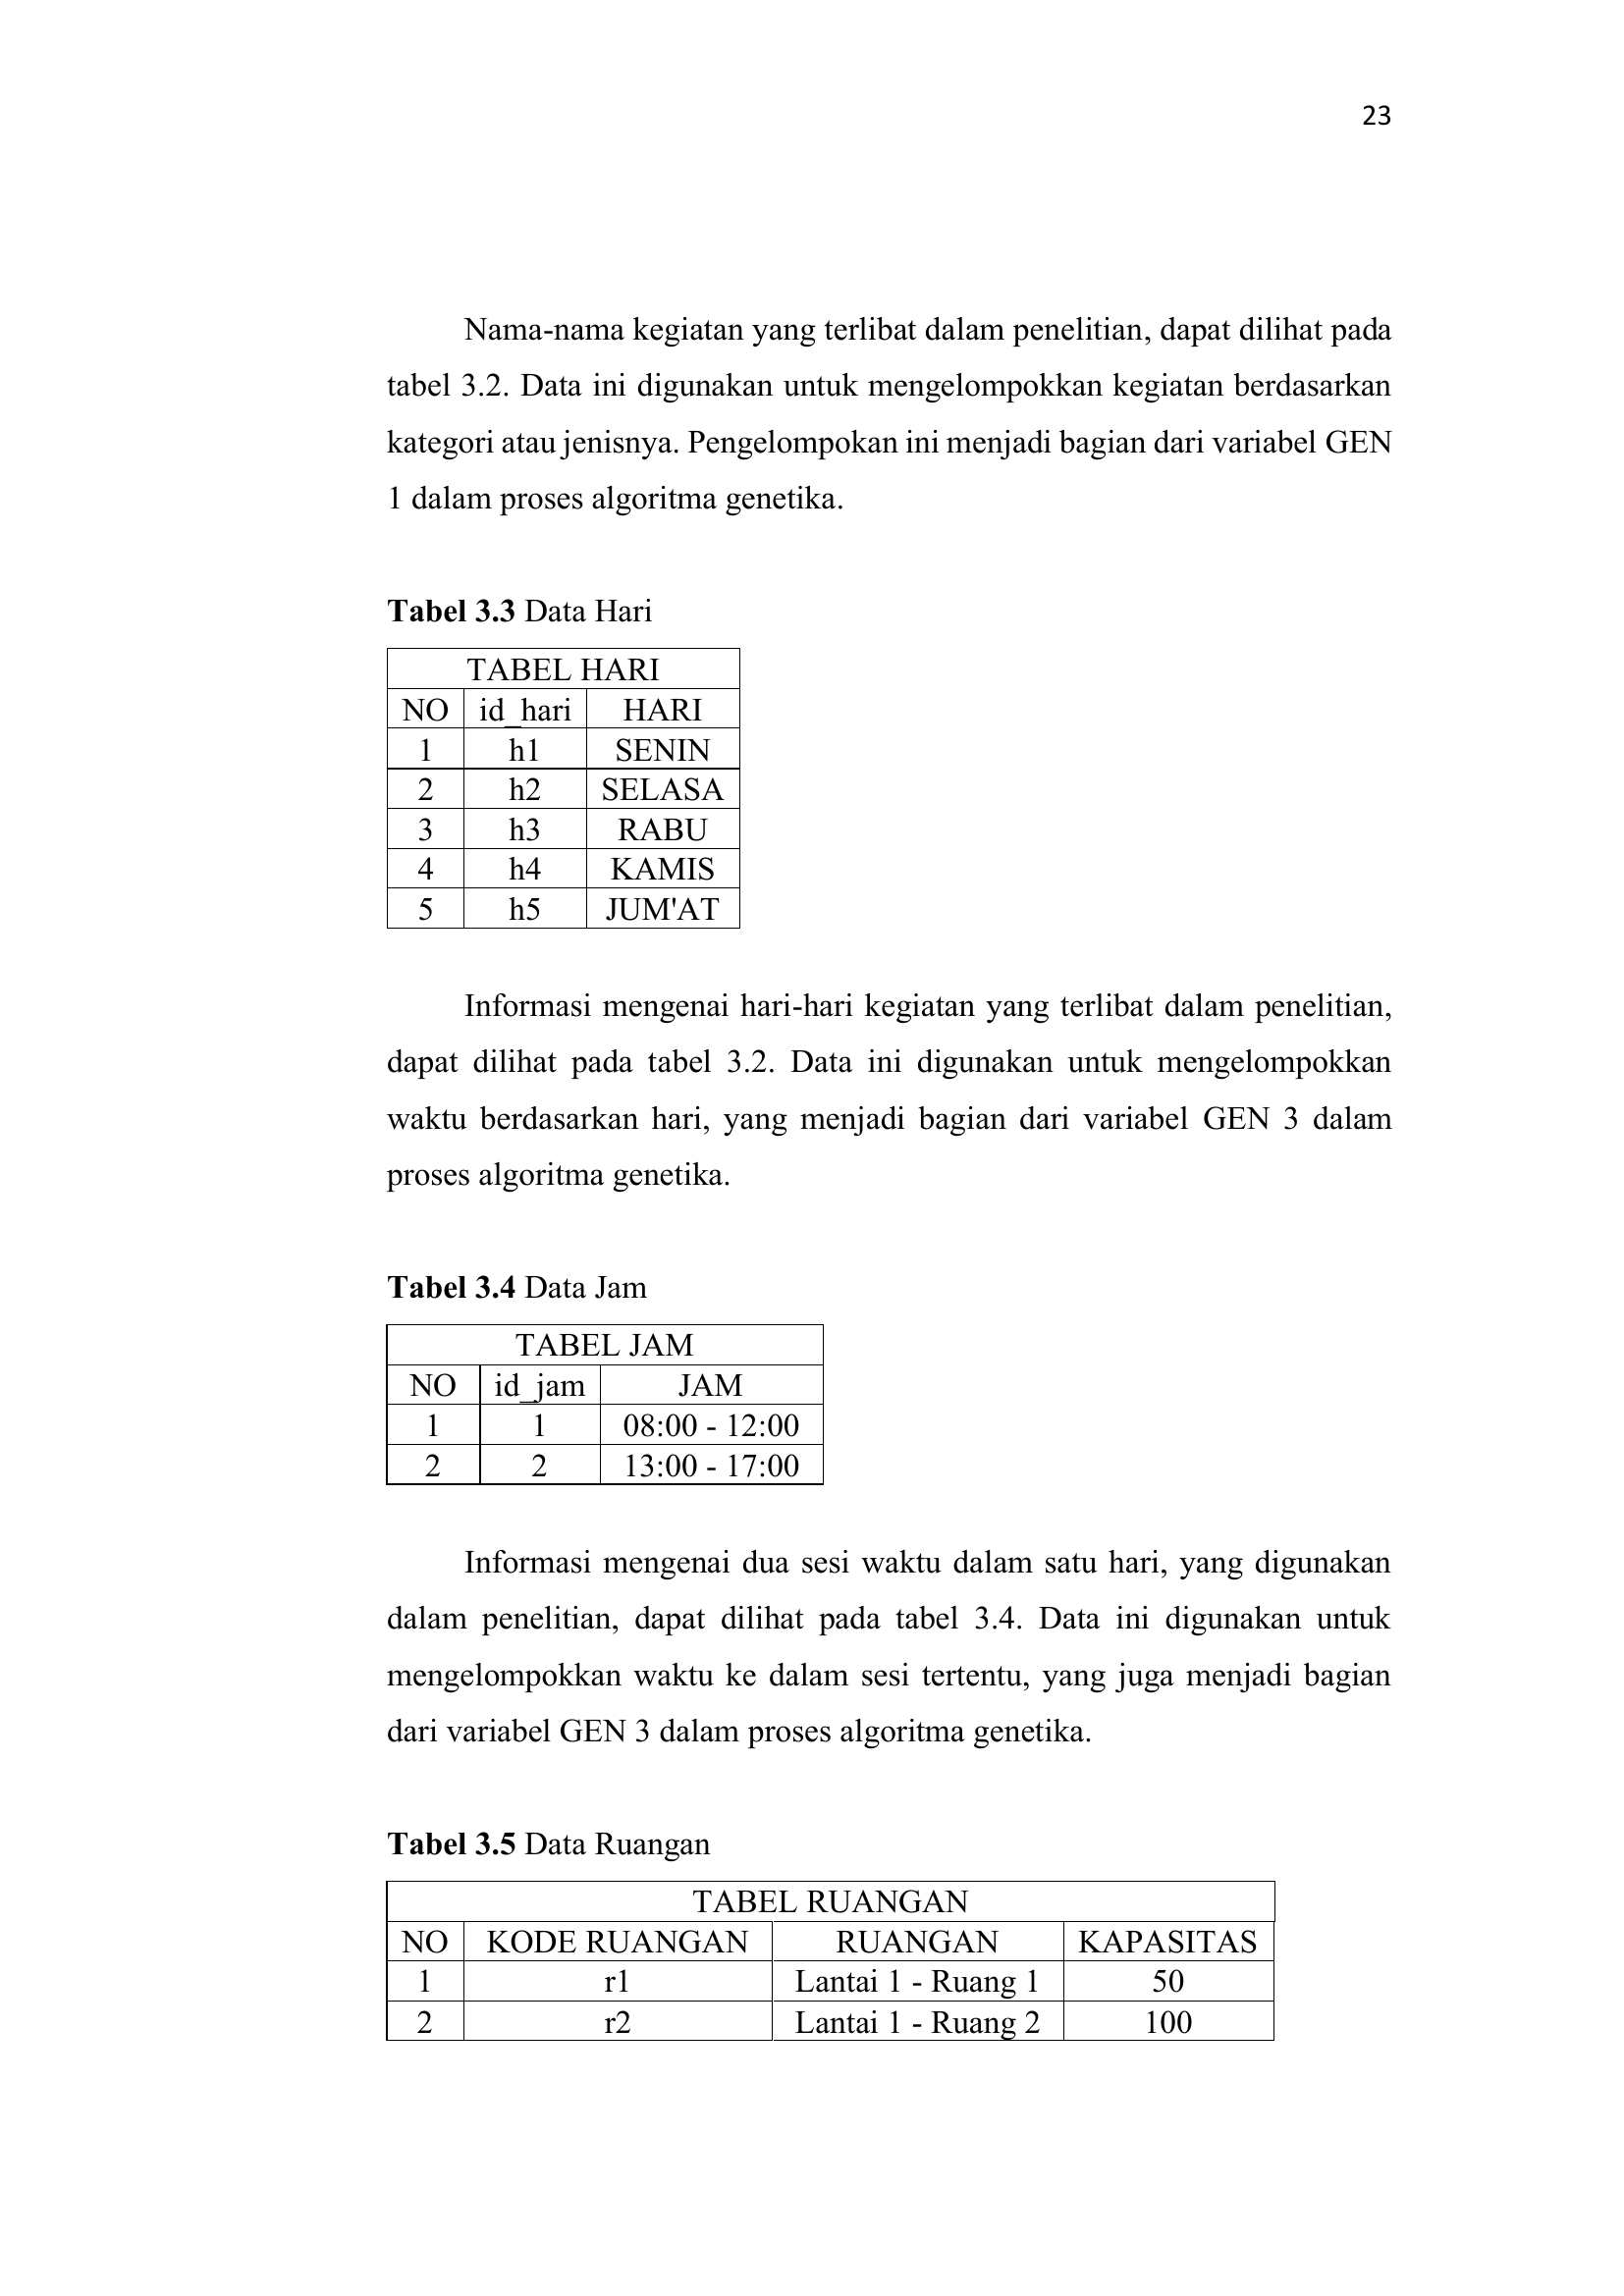 23
Nama-nama kegiatan yang terlibat dalam penelitian, dapat dilihat pada
tabel 3.2. Data ini digunakan untuk mengelompokkan kegiatan berdasarkan
kategori atau jenisnya. Pengelompokan ini menjadi bagian dari variabel GEN
1 dalam proses algoritma genetika.
Tabel 3.3 Data Hari
TABEL HARI
NO id_hari HARI
1 h1 SENIN
2 h2 SELASA
3 h3 RABU
4 h4 KAMIS
5 h5 JUM'AT
Informasi mengenai hari-hari kegiatan yang terlibat dalam penelitian,
dapat dilihat pada tabel 3.2. Data ini digunakan untuk mengelompokkan
waktu berdasarkan hari, yang menjadi bagian dari variabel GEN 3 dalam
proses algoritma genetika.
Tabel 3.4 Data Jam
TABEL JAM
NO id_jam JAM
1 1 08:00 - 12:00
2 2 13:00 - 17:00
Informasi mengenai dua sesi waktu dalam satu hari, yang digunakan
dalam penelitian, dapat dilihat pada tabel 3.4. Data ini digunakan untuk
mengelompokkan waktu ke dalam sesi tertentu, yang juga menjadi bagian
dari variabel GEN 3 dalam proses algoritma genetika.
Tabel 3.5 Data Ruangan
TABEL RUANGAN
NO KODE RUANGAN RUANGAN KAPASITAS
1 r1 Lantai 1 - Ruang 1 50
2 r2 Lantai 1 - Ruang 2 100